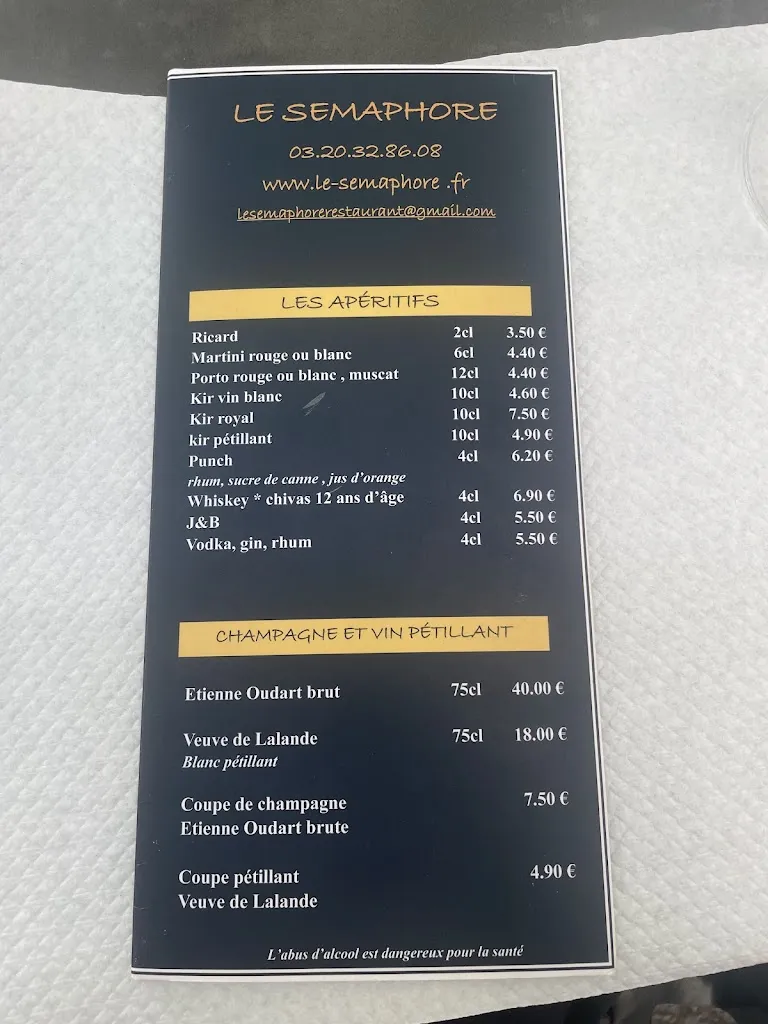 LE SEMAPHORE
03.20.32.86.08
www.le-semaphore .fr
lesemaphorerestaurant@gmail.com
LES APÉRITIFS
Ricard 2cl 3.50 €
Martini rouge ou blanc 6cl 4.40 €
Porto rouge ou blanc , muscat 12cl 4.40 €
Kir vin blanc 10cl 4.60 €
Kir royal 10cl 7.50 €
kir pétillant 10cl 4.90 €
Punch 4cl 6.20 €
rhum, sucre de canne , jus d'orange
Whiskey * chivas 12 ans d'âge 4cl 6.90 €
J&B 4cl 5.50 €
Vodka, gin, rhum 4cl 5.50 €
CHAMPAGNE ET VIN PÉTILLANT
Etienne Oudart brut 75cl 40.00 €
Veuve de Lalande 75cl 18.00 €
Blanc pétillant
Coupe de champagne 7.50 €
Etienne Oudart brute
Coupe pétillant 4.90 €
Veuve de Lalande
L'abus d'alcool est dangereux pour la santé